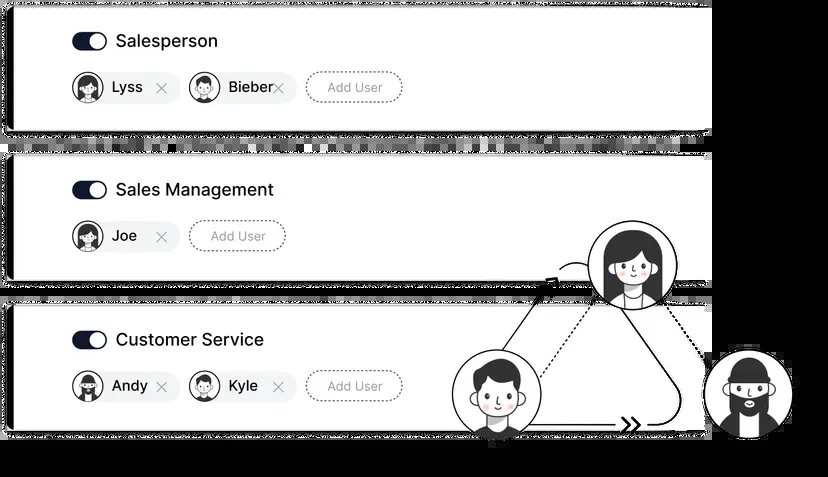 Salesperson
Lyss Bieber Add User
Sales Management
Joe Add User
Customer Service
Andy Kyle Add User